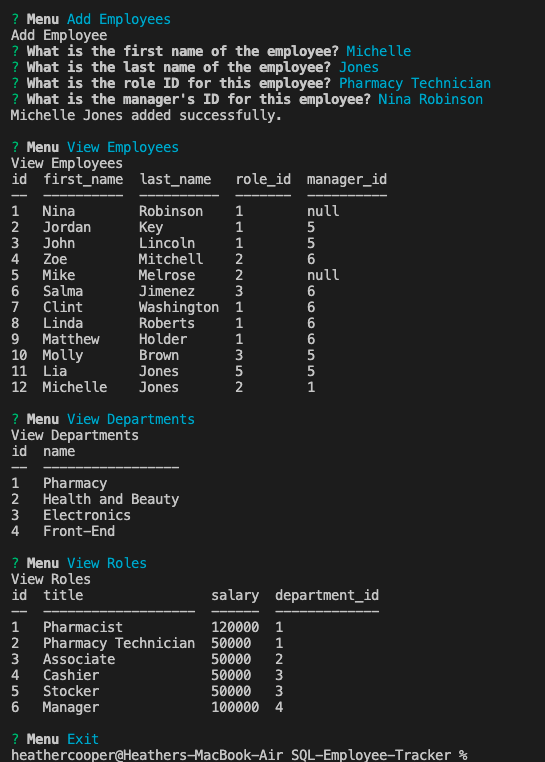 ? Menu Add Employees
Add Employee
? What is the first name of the employee? Michelle
? What is the last name of the employee? Jones
? What is the role ID for this employee? Pharmacy Technician
? What is the manager's ID for this employee? Nina Robinson
Michelle Jones added successfully.
? Menu View Employees
View Employees
id  first_name  last_name   role_id  manager_id
--  ----------  ----------  -------  ----------
1   Nina        Robinson    1        null
2   Jordan      Key         1        5
3   John        Lincoln     1        5
4   Zoe         Mitchell    2        6
5   Mike        Melrose     2        null
6   Salma       Jimenez     3        6
7   Clint       Washington  1        6
8   Linda       Roberts     1        6
9   Matthew     Holder      1        6
10  Molly       Brown       3        5
11  Lia         Jones       5        5
12  Michelle    Jones       2        1
? Menu View Departments
View Departments
id  name
--  -----------------
1   Pharmacy
2   Health and Beauty
3   Electronics
4   Front-End
? Menu View Roles
View Roles
id  title                salary  department_id
--  -------------------  ------  -------------
1   Pharmacist           120000  1
2   Pharmacy Technician  50000   1
3   Associate            50000   2
4   Cashier              50000   3
5   Stocker              50000   3
6   Manager              100000  4
? Menu Exit
heathercooper@Heathers-MacBook-Air SQL-Employee-Tracker %